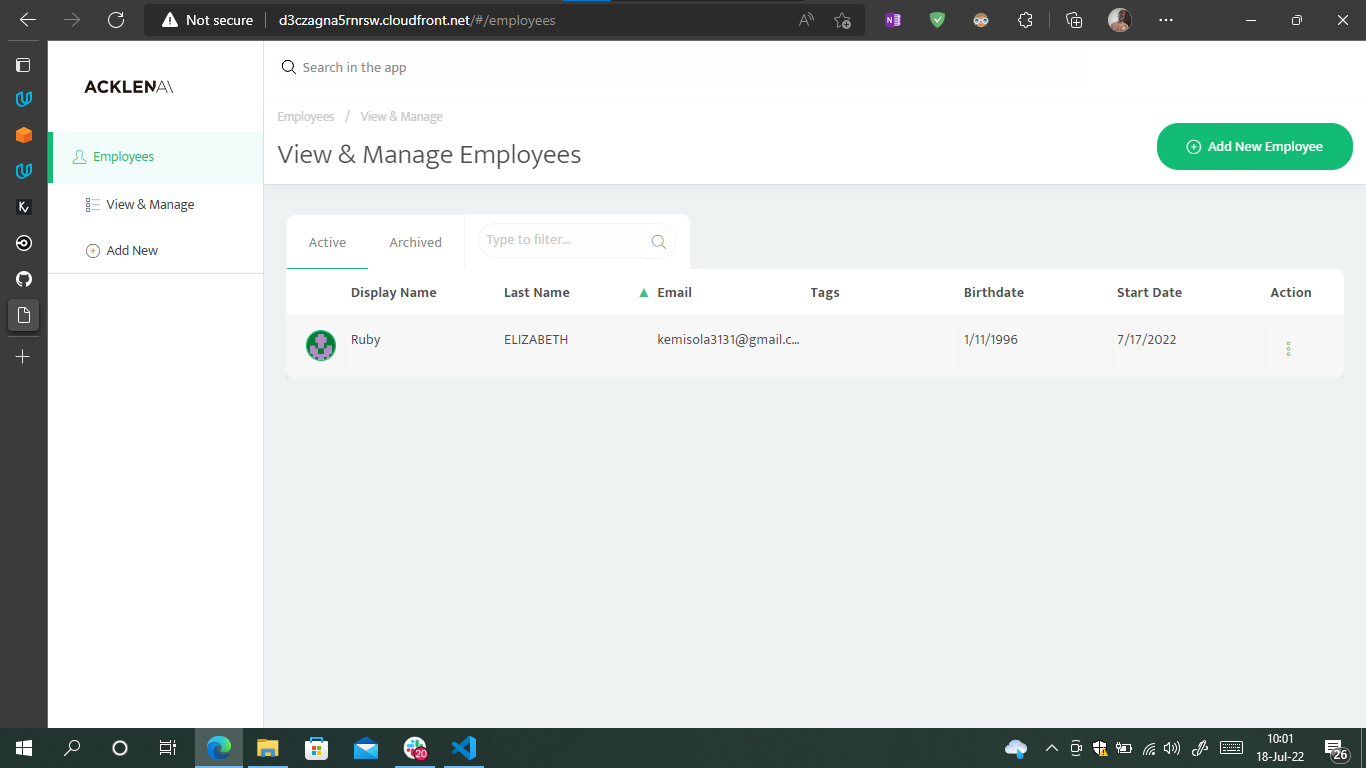 Not secure d3czagna5rnrsw.cloudfront.net/#/employees
ACKLEN
Search in the app
Employees / View & Manage
View & Manage Employees
Add New Employee
Employees
View & Manage
Add New
Active Archived Type to filter...
Display Name Last Name ▲ Email Tags Birthdate Start Date Action
Ruby ELIZABETH kemisola3131@gmail.c... 1/11/1996 7/17/2022
20
10:01
18-Jul-22
26